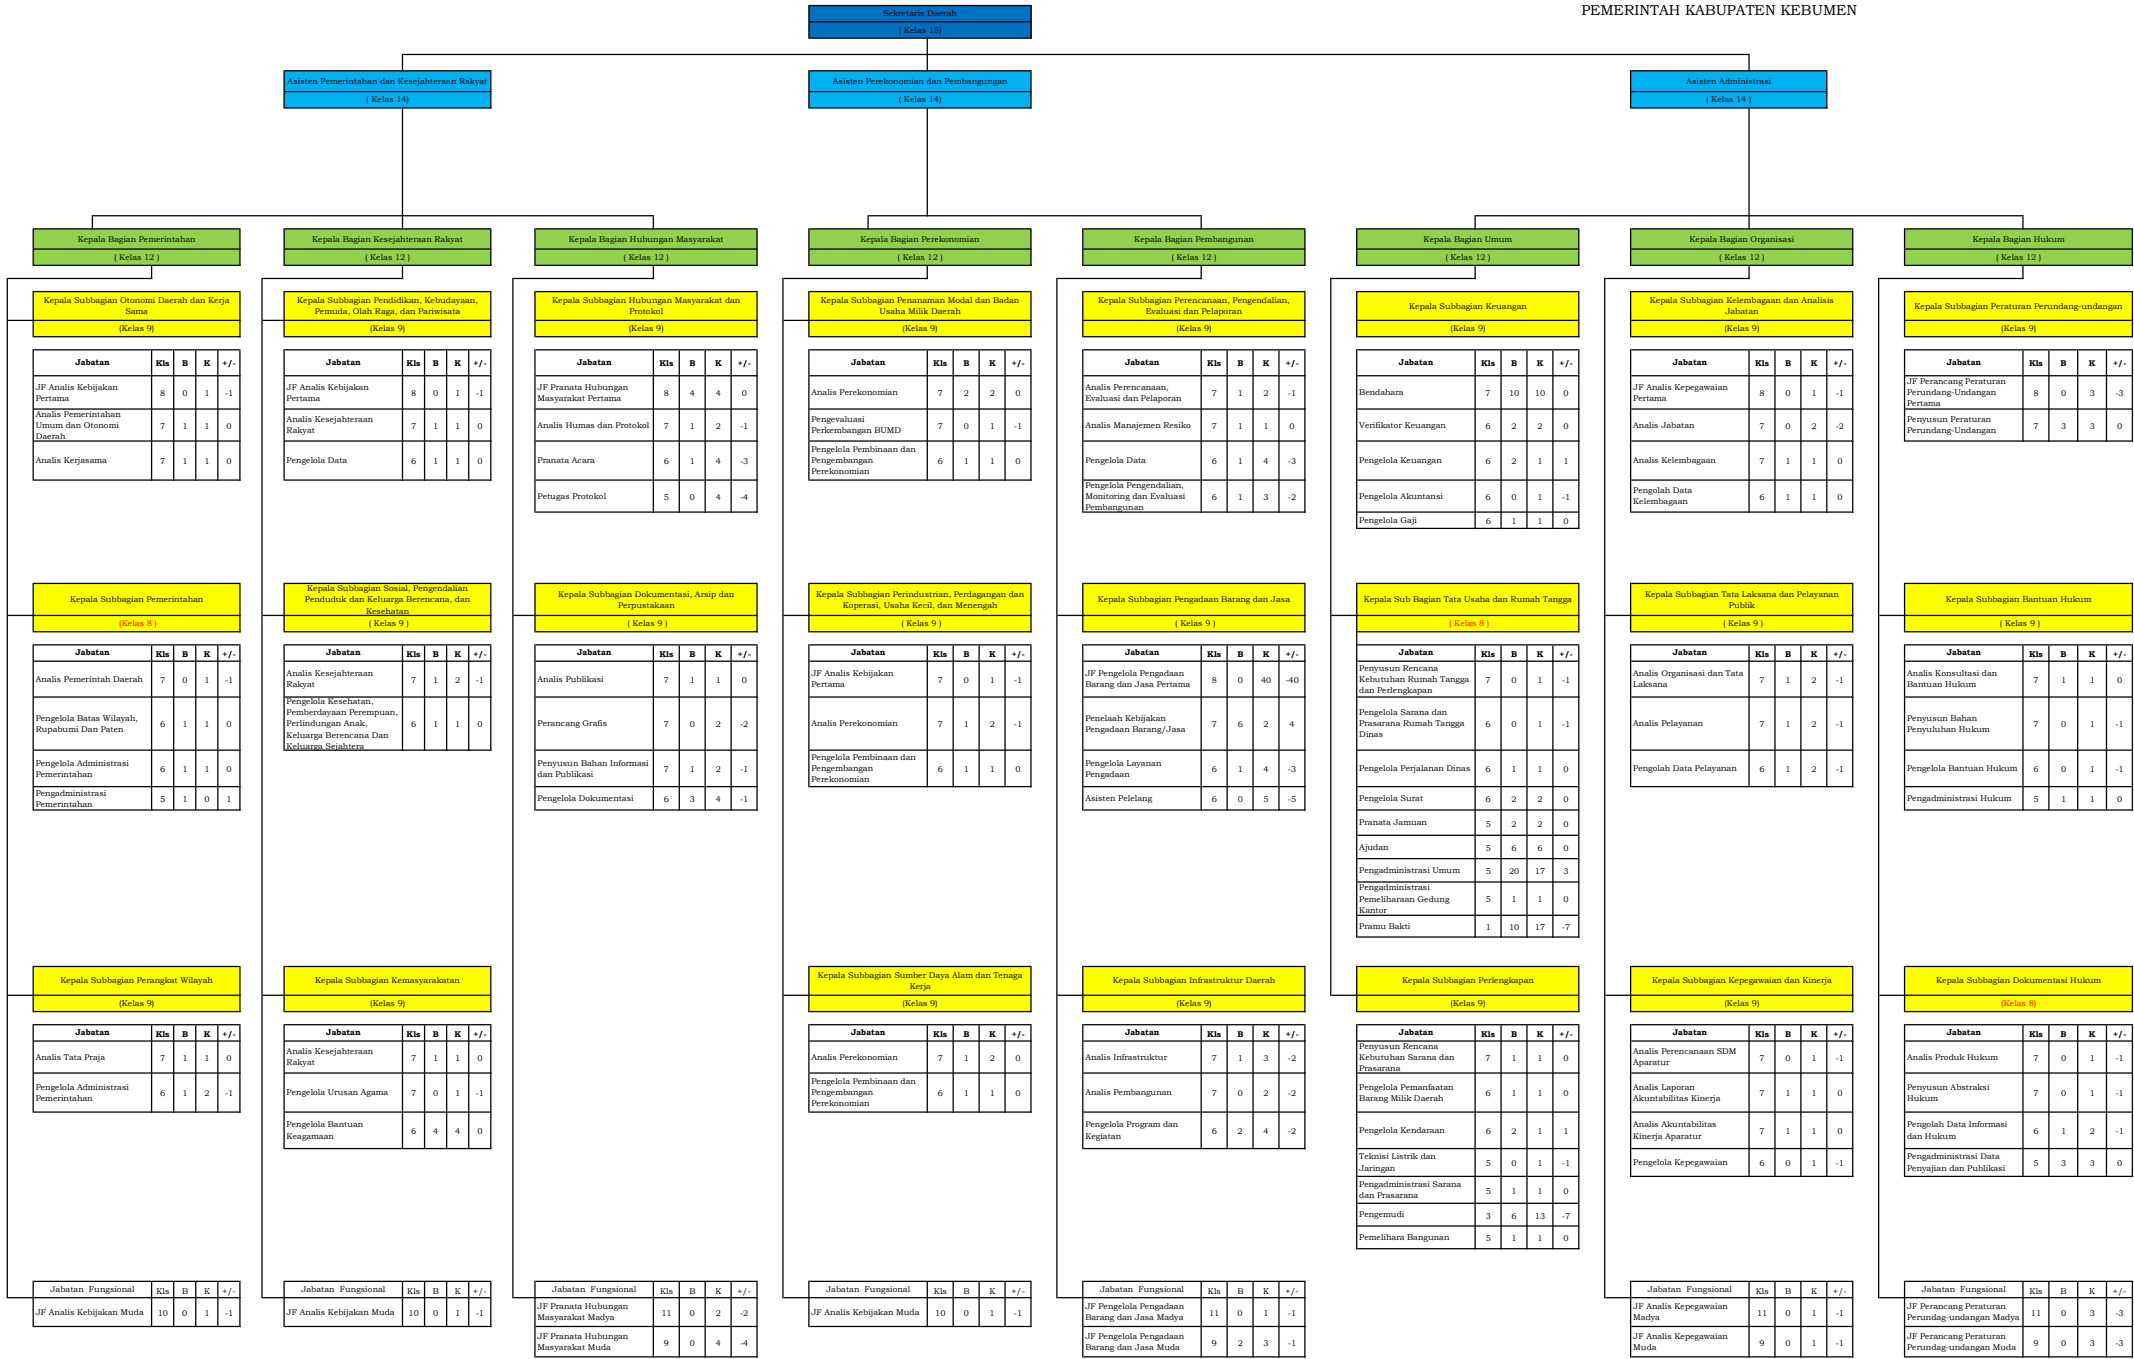 PEMERINTAH KABUPATEN KEBUMEN
Sekretaris Daerah
( Kelas 15)
Asisten Pemerintahan dan Kesejahteraan Rakyat
( Kelas 14)
Asisten Perekonomian dan Pembangungan
( Kelas 14)
Asisten Administrasi
( Kelas 14 )
Kepala Bagian Pemerintahan
( Kelas 12 )
Kepala Subbagian Otonomi Daerah dan Kerja
Sama
(Kelas 9)
Jabatan Kls B K +/-
JF Analis Kebijakan
Pertama 8 0 1 -1
Analis Pemerintahan
Umum dan Otonomi
Daerah 7 1 1 0
Analis Kerjasama 7 1 1 0
Kepala Subbagian Pemerintahan
(Kelas 8 )
Jabatan Kls B K +/-
Analis Pemerintah Daerah 7 0 1 -1
Pengelola Batas Wilayah,
Rupabumi Dan Paten 6 1 1 0
Pengelola Administrasi
Pemerintahan 6 1 1 0
Pengadministrasi
Pemerintahan 5 1 0 1
Kepala Subbagian Perangkat Wilayah
(Kelas 9)
Jabatan Kls B K +/-
Analis Tata Praja 7 1 1 0
Pengelola Administrasi
Pemerintahan 6 1 2 -1
Jabatan Fungsional Kls B K +/-
JF Analis Kebijakan Muda 10 0 1 -1
Kepala Bagian Kesejahteraan Rakyat
( Kelas 12 )
Kepala Subbagian Pendidikan, Kebudayaan,
Pemuda, Olah Raga, dan Pariwisata
(Kelas 9)
Jabatan Kls B K +/-
JF Analis Kebijakan
Pertama 8 0 1 -1
Analis Kesejahteraan
Rakyat 7 1 1 0
Pengelola Data 6 1 1 0
Kepala Subbagian Sosial, Pengendalian
Penduduk dan Keluarga Berencana, dan
Kesehatan
( Kelas 9 )
Jabatan Kls B K +/-
Analis Kesejahteraan
Rakyat 7 1 2 -1
Pengelola Kesehatan,
Pemberdayaan Perempuan,
Perlindungan Anak,
Keluarga Berencana Dan
Keluarga Sejahtera 6 1 1 0
Kepala Subbagian Kemasyarakatan
(Kelas 9)
Jabatan Kls B K +/-
Analis Kesejahteraan
Rakyat 7 1 1 0
Pengelola Urusan Agama 7 0 1 -1
Pengelola Bantuan
Keagamaan 6 4 4 0
Jabatan Fungsional Kls B K +/-
JF Analis Kebijakan Muda 10 0 1 -1
Kepala Bagian Hubungan Masyarakat
( Kelas 12 )
Kepala Subbagian Hubungan Masyarakat dan
Protokol
(Kelas 9)
Jabatan Kls B K +/-
JF Pranata Hubungan
Masyarakat Pertama 8 4 4 0
Analis Humas dan Protokol 7 1 2 -1
Pranata Acara 6 1 4 -3
Petugas Protokol 5 0 4 -4
Kepala Subbagian Dokumentasi, Arsip dan
Perpustakaan
( Kelas 9 )
Jabatan Kls B K +/-
Analis Publikasi 7 1 1 0
Perancang Grafis 7 0 2 -2
Penyusun Bahan Informasi
dan Publikasi 7 1 2 -1
Pengelola Dokumentasi 6 3 4 -1
Jabatan Fungsional Kls B K +/-
JF Pranata Hubungan
Masyarakat Madya 11 0 2 -2
JF Pranata Hubungan
Masyarakat Muda 9 0 4 -4
Kepala Bagian Perekonomian
( Kelas 12 )
Kepala Subbagian Penanaman Modal dan Badan
Usaha Milik Daerah
(Kelas 9)
Jabatan Kls B K +/-
Analis Perekonomian 7 2 2 0
Pengevaluasi
Perkembangan BUMD 7 0 1 -1
Pengelola Pembinaan dan
Pengembangan
Perekonomian 6 1 1 0
Kepala Subbagian Perindustrian, Perdagangan dan
Koperasi, Usaha Kecil, dan Menengah
( Kelas 9 )
Jabatan Kls B K +/-
JF Analis Kebijakan
Pertama 7 0 1 -1
Analis Perekonomian 7 1 2 -1
Pengelola Pembinaan dan
Pengembangan
Perekonomian 6 1 1 0
Kepala Subbagian Sumber Daya Alam dan Tenaga
Kerja
(Kelas 9)
Jabatan Kls B K +/-
Analis Perekonomian 7 1 2 0
Pengelola Pembinaan dan
Pengembangan
Perekonomian 6 1 1 0
Jabatan Fungsional Kls B K +/-
JF Analis Kebijakan Muda 10 0 1 -1
Kepala Bagian Pembangunan
( Kelas 12 )
Kepala Subbagian Perencanaan, Pengendalian,
Evaluasi dan Pelaporan
(Kelas 9)
Jabatan Kls B K +/-
Analis Perencanaan,
Evaluasi dan Pelaporan 7 1 2 -1
Analis Manajemen Resiko 7 1 1 0
Pengelola Data 6 1 4 -3
Pengelola Pengendalian,
Monitoring dan Evaluasi
Pembangunan 6 1 3 -2
Kepala Subbagian Pengadaan Barang dan Jasa
( Kelas 9 )
Jabatan Kls B K +/-
JF Pengelola Pengadaan
Barang dan Jasa Pertama 8 0 40 -40
Penelaah Kebijakan
Pengadaan Barang/Jasa 7 6 2 4
Pengelola Layanan
Pengadaan 6 1 4 -3
Asisten Pelelang 6 0 5 -5
Kepala Subbagian Infrastruktur Daerah
(Kelas 9)
Jabatan Kls B K +/-
Analis Infrastruktur 7 1 3 -2
Analis Pembangunan 7 0 2 -2
Pengelola Program dan
Kegiatan 6 2 4 -2
Jabatan Fungsional Kls B K +/-
JF Pengelola Pengadaan
Barang dan Jasa Madya 11 0 1 -1
JF Pengelola Pengadaan
Barang dan Jasa Muda 9 2 3 -1
Kepala Bagian Umum
( Kelas 12 )
Kepala Subbagian Keuangan
(Kelas 9)
Jabatan Kls B K +/-
Bendahara 7 10 10 0
Verifikator Keuangan 6 2 2 0
Pengelola Keuangan 6 2 1 1
Pengelola Akuntansi 6 0 1 -1
Pengelola Gaji 6 1 1 0
Kepala Sub Bagian Tata Usaha dan Rumah Tangga
( Kelas 8 )
Jabatan Kls B K +/-
Penyusun Rencana
Kebutuhan Rumah Tangga
dan Perlengkapan 7 0 1 -1
Pengelola Sarana dan
Prasarana Rumah Tangga
Dinas 6 0 1 -1
Pengelola Perjalanan Dinas 6 1 1 0
Pengelola Surat 6 2 2 0
Pranata Jamuan 5 2 2 0
Ajudan 5 6 6 0
Pengadministrasi Umum 5 20 17 3
Pengadministrasi
Pemeliharaan Gedung
Kantor 5 1 1 0
Pramu Bakti 1 10 17 -7
Kepala Subbagian Perlengkapan
(Kelas 9)
Jabatan Kls B K +/-
Penyusun Rencana
Kebutuhan Sarana dan
Prasarana 7 1 1 0
Pengelola Pemanfaatan
Barang Milik Daerah 6 1 1 0
Pengelola Kendaraan 6 2 1 1
Teknisi Listrik dan
Jaringan 5 0 1 -1
Pengadministrasi Sarana
dan Prasarana 5 1 1 0
Pengemudi 3 6 13 -7
Pemelihara Bangunan 5 1 1 0
Kepala Bagian Organisasi
( Kelas 12 )
Kepala Subbagian Kelembagaan dan Analisis
Jabatan
(Kelas 9)
Jabatan Kls B K +/-
JF Analis Kepegawaian
Pertama 8 0 1 -1
Analis Jabatan 7 0 2 -2
Analis Kelembagaan 7 1 1 0
Pengolah Data
Kelembagaan 6 1 1 0
Kepala Subbagian Tata Laksana dan Pelayanan
Publik
( Kelas 9 )
Jabatan Kls B K +/-
Analis Organisasi dan Tata
Laksana 7 1 2 -1
Analis Pelayanan 7 1 2 -1
Pengolah Data Pelayanan 6 1 2 -1
Kepala Subbagian Kepegawaian dan Kinerja
(Kelas 9)
Jabatan Kls B K +/-
Analis Perencanaan SDM
Aparatur 7 0 1 -1
Analis Laporan
Akuntabilitas Kinerja 7 1 1 0
Analis Akuntabilitas
Kinerja Aparatur 7 1 1 0
Pengelola Kepegawaian 6 0 1 -1
Jabatan Fungsional Kls B K +/-
JF Analis Kepegawaian
Madya 11 0 1 -1
JF Analis Kepegawaian
Muda 9 0 1 -1
Kepala Bagian Hukum
( Kelas 12 )
Kepala Subbagian Peraturan Perundang-undangan
(Kelas 9)
Jabatan Kls B K +/-
JF Perancang Peraturan
Perundang-Undangan
Pertama 8 0 3 -3
Penyusun Peraturan
Perundang-Undangan 7 3 3 0
Kepala Subbagian Bantuan Hukum
( Kelas 9 )
Jabatan Kls B K +/-
Analis Konsultasi dan
Bantuan Hukum 7 1 1 0
Penyusun Bahan
Penyuluhan Hukum 7 0 1 -1
Pengelola Bantuan Hukum 6 0 1 -1
Pengadministrasi Hukum 5 1 1 0
Kepala Subbagian Dokumentasi Hukum
(Kelas 8)
Jabatan Kls B K +/-
Analis Produk Hukum 7 0 1 -1
Penyusun Abstraksi
Hukum 7 0 1 -1
Pengolah Data Informasi
dan Hukum 6 1 2 -1
Pengadministrasi Data
Penyajian dan Publikasi 5 3 3 0
Jabatan Fungsional Kls B K +/-
JF Perancang Peraturan
Perundag-undangan Madya 11 0 3 -3
JF Perancang Peraturan
Perundag-undangan Muda 9 0 3 -3